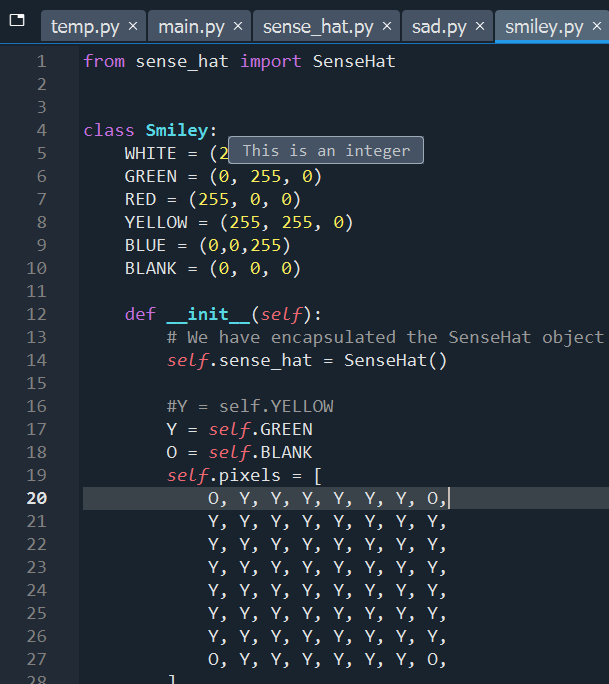 temp.py × main.py × sense_hat.py × sad.py × smiley.py ×
1 from sense_hat import SenseHat
2
3
4 class Smiley:
5 WHITE = (2 This is an integer
6 GREEN = (0, 255, 0)
7 RED = (255, 0, 0)
8 YELLOW = (255, 255, 0)
9 BLUE = (0,0,255)
10 BLANK = (0, 0, 0)
11
12 def __init__(self):
13 # We have encapsulated the SenseHat object
14 self.sense_hat = SenseHat()
15
16 #Y = self.YELLOW
17 Y = self.GREEN
18 O = self.BLANK
19 self.pixels = [
20 O, Y, Y, Y, Y, Y, Y, O,
21 Y, Y, Y, Y, Y, Y, Y, Y,
22 Y, Y, Y, Y, Y, Y, Y, Y,
23 Y, Y, Y, Y, Y, Y, Y, Y,
24 Y, Y, Y, Y, Y, Y, Y, Y,
25 Y, Y, Y, Y, Y, Y, Y, Y,
26 Y, Y, Y, Y, Y, Y, Y, Y,
27 O, Y, Y, Y, Y, Y, Y, O,
28 ]